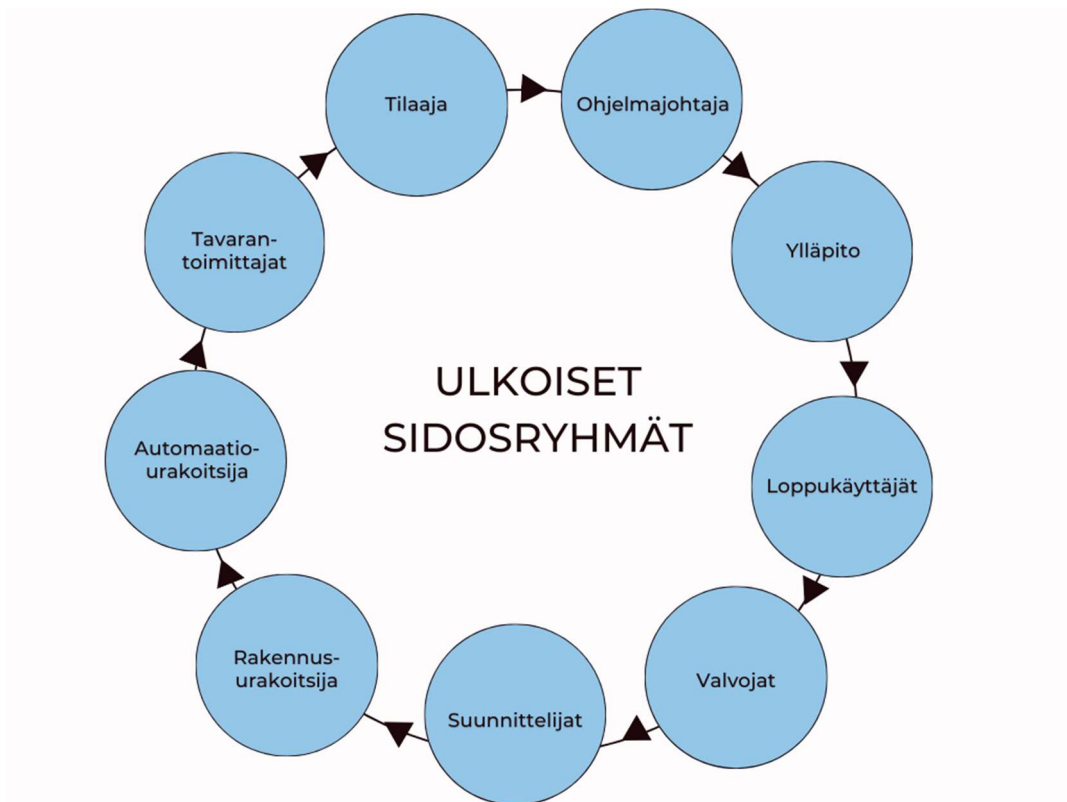 Tilaaja
Ohjelmajohtaja
Ylläpito
Loppukäyttäjät
Valvojat
Suunnittelijat
Rakennus-
urakoitsija
Automaatio-
urakoitsija
Tavaran-
toimittajat
ULKOISET
SIDOSRYHMÄT